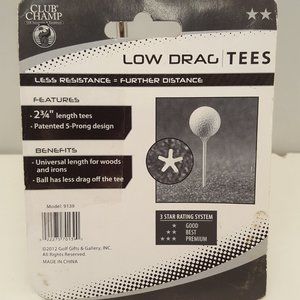 CLUB
CHAMP
LOW DRAG TEES
LESS RESISTANCE = FURTHER DISTANCE
FEATURES
• 2¾" length tees
• Patented 5-Prong design
BENEFITS
• Universal length for woods
and irons
• Ball has less drag off the tee
Model: 9139
3 STAR RATING SYSTEM
★ GOOD
★★ BEST
★★★ PREMIUM
©2012 Golf Gifts & Gallery, INC.
All Rights Reserved.
MADE IN CHINA